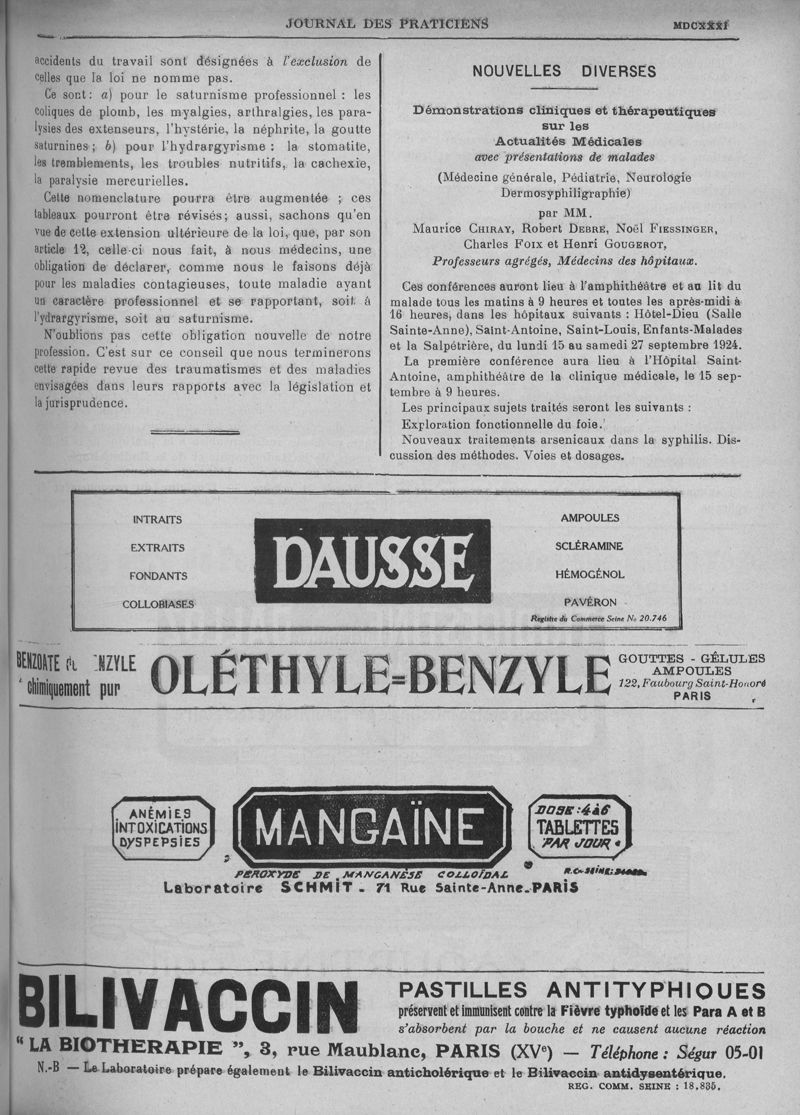 JOURNAL DES PRATICIENS
accidents du travail sont désignées à l'exclusion de
celles que la loi ne nomme pas.
Ce sont : a) pour le saturnisme professionnel : les
coliques de plomb, les myalgies, arthralgies, les para-
lysies des extenseurs, l'hystérie, la néphrite, la goutte
saturnines ; b) pour l'hydrargyrisme : la stomatite,
les tremblements, les troubles nutritifs, la cachexie,
la paralysie mercurielles.
Cette nomenclature pourra être augmentée ; ces
tableaux pourront être révisés ; aussi, sachons qu'en
vue de cette extension ultérieure de la loi, que, par son
article 12, celle-ci nous fait, à nous médecins, une
obligation de déclarer, comme nous le faisons déjà
pour les maladies contagieuses, toute maladie ayant
un caractère professionnel et se rapportant, soit à
l'ydrargyrisme, soit au saturnisme.
N'oublions pas cette obligation nouvelle de notre
profession. C'est sur ce conseil que nous terminerons
cette rapide revue des traumatismes et des maladies
envisagées dans leurs rapports avec la législation et
la jurisprudence.
NOUVELLES DIVERSES
Démonstrations cliniques et thérapeutiques
sur les
Actualités Médicales
avec présentations de malades
(Médecine générale, Pédiatrie, Neurologie
Dermosyphiligraphie)
par MM.
Maurice CHIRAY, Robert DEBRÉ, Noël FIESSINGER,
Charles FOIX et Henri GOUGEROT,
Professeurs agrégés, Médecins des hôpitaux.
Ces conférences auront lieu à l'amphithéâtre et au lit du
malade tous les matins à 9 heures et toutes les après-midi à
16 heures, dans les hôpitaux suivants : Hôtel-Dieu (Salle
Sainte-Anne), Saint-Antoine, Saint-Louis, Enfants-Malades
et la Salpétrière, du lundi 15 au samedi 27 septembre 1924.
La première conférence aura lieu à l'Hôpital Saint-
Antoine, amphithéâtre de la clinique médicale, le 15 sep-
tembre à 9 heures.
Les principaux sujets traités seront les suivants :
Exploration fonctionnelle du foie.
Nouveaux traitements arsenicaux dans la syphilis. Dis-
cussion des méthodes. Voies et dosages.
INTRAITS
EXTRAITS
FONDANTS
COLLOBIASES
DAUSSE
AMPOULES
SCLÉRAMINE
HÉMOGÉNOL
PAVÉRON
Registre du Commerce Seine No 20.746
BENZOATE
chimiquement pur
OLÉTHYLE=BENZYLE
GOUTTES - GÉLULES
AMPOULES
122, Faubourg Saint-Honoré
PARIS
ANÉMIES
INTOXICATIONS
DYSPEPSIES
MANGAÏNE
DOSE : 4 à 6
TABLETTES
PAR JOUR
PEROXYDE DE MANGANÈSE COLLOÏDAL
Laboratoire SCHMIT - 71 Rue Sainte-Anne-PARIS
BILIVACCIN
PASTILLES ANTITYPHIQUES
préservent et immunisent contre la Fièvre typhoïde et les Para A et B
s'absorbent par la bouche et ne causent aucune réaction
“ LA BIOTHERAPIE ”, 3, rue Maublanc, PARIS (XVe) — Téléphone : Ségur 05-01
N.-B — Le Laboratoire prépare également le Bilivaccin anticholérique et le Bilivaccin antidysentérique.
REG. COMM. SEINE : 18.835.